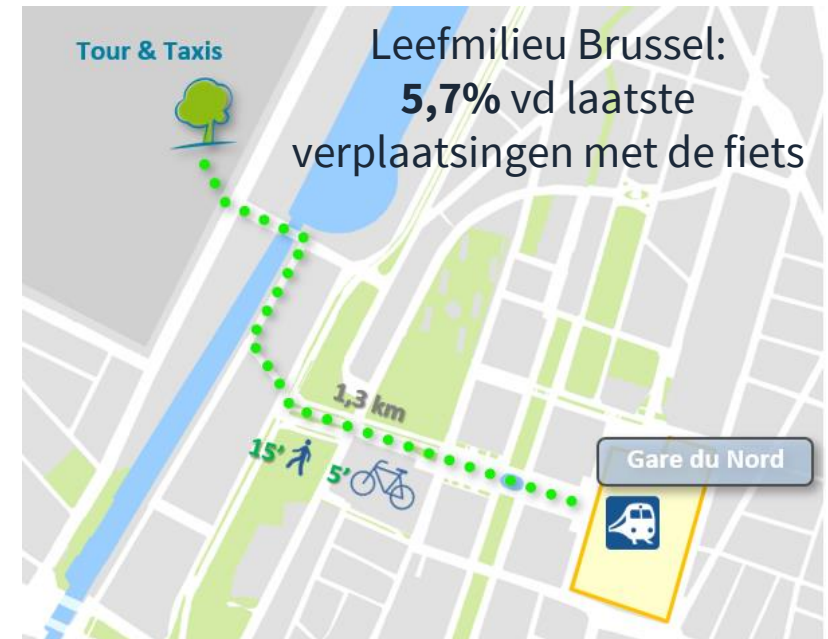 Tour & Taxis
Leefmilieu Brussel:
5,7% vd laatste
verplaatsingen met de fiets
1,3 km
15'
5'
Gare du Nord